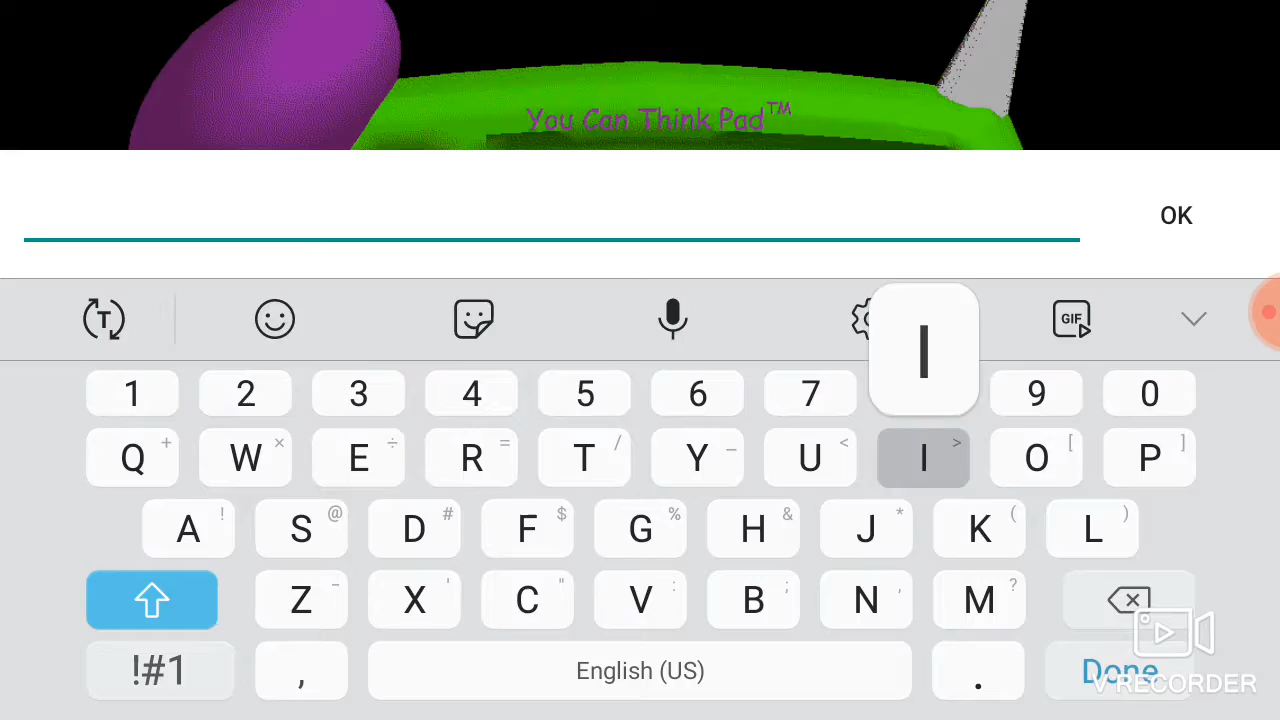 You Can Think Pad™
OK
T
GIF
I
1 2 3 4 5 6 7 9 0
Q + W × E ÷ R = T / Y _ U < I > O [ P ]
A ! S @ D # F $ G % H & J * K ( L )
Z - X ' C " V : B ; N , M ?
!#1 , English (US) . Done
V RECORDER